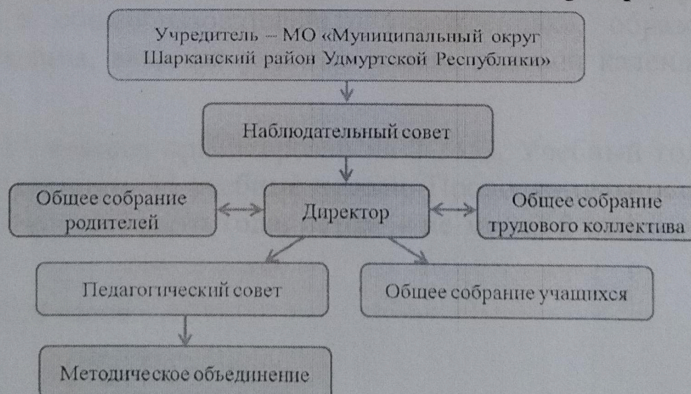 Учредитель – МО «Муниципальный округ
Шарканский район Удмуртской Республики»
Наблюдательный совет
Общее собрание
родителей
Директор
Общее собрание
трудового коллектива
Педагогический совет
Общее собрание учащихся
Методическое объединение